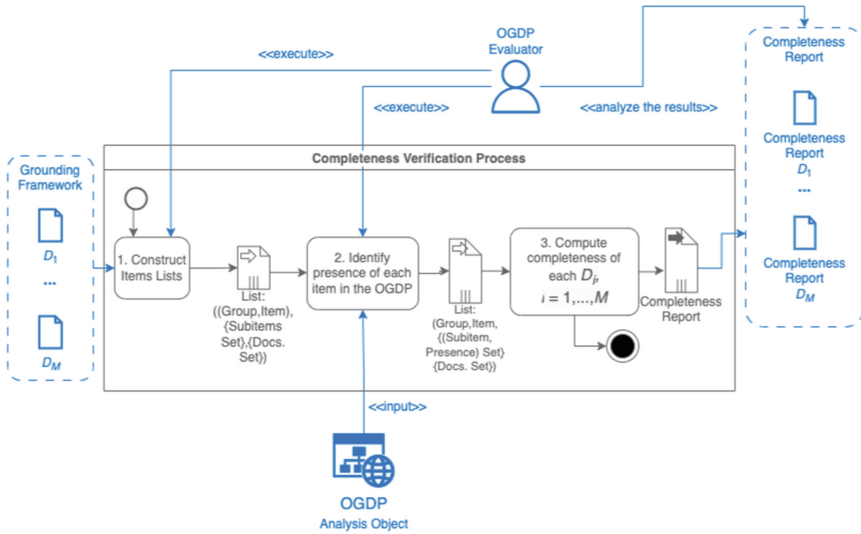 OGDP
Evaluator
<<execute>>
<<execute>>
<<analyze the results>>
Completeness
Report
Completeness
Report
D1
...
Completeness
Report
DM
Grounding
Framework
D1
...
DM
Completeness Verification Process
1. Construct
Items Lists
List:
((Group,Item),
{Subitems
Set},{Docs.
Set})
2. Identify
presence of each
item in the OGDP
List:
(Group,Item,
{(Subitem,
Presence) Set}
{Docs. Set})
3. Compute
completeness of
each Di,
i = 1,...,M
Completeness
Report
<<input>>
OGDP
Analysis Object